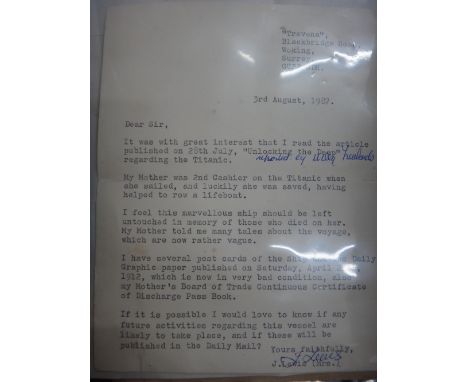 "Travena",
Woking,
Surrey
3rd August, 1987.
Dear Sir,
It was with great interest that I read the article
published on 28th July, "Unlocking the Deep"
regarding the Titanic. reported by
My Mother was 2nd Cashier on the Titanic when
she sailed, and luckily she was saved, having
helped to row a lifeboat.
I feel this marvellous ship should be left
untouched in memory of those who died on her.
My Mother told me many tales about the voyage,
which are now rather vague.
I have several post cards of the Ship Daily
Graphic paper published on Saturday, April
1912, which is now in very bad condition, also
my Mother's Board of Trade Continuous Certificate
of Discharge Pass Book.
If it is possible I would love to know if any
future activities regarding this vessel are
likely to take place, and if these will be
published in the Daily Mail?
Yours faithfully,
J Lewis
J.Lewis (Mrs.)